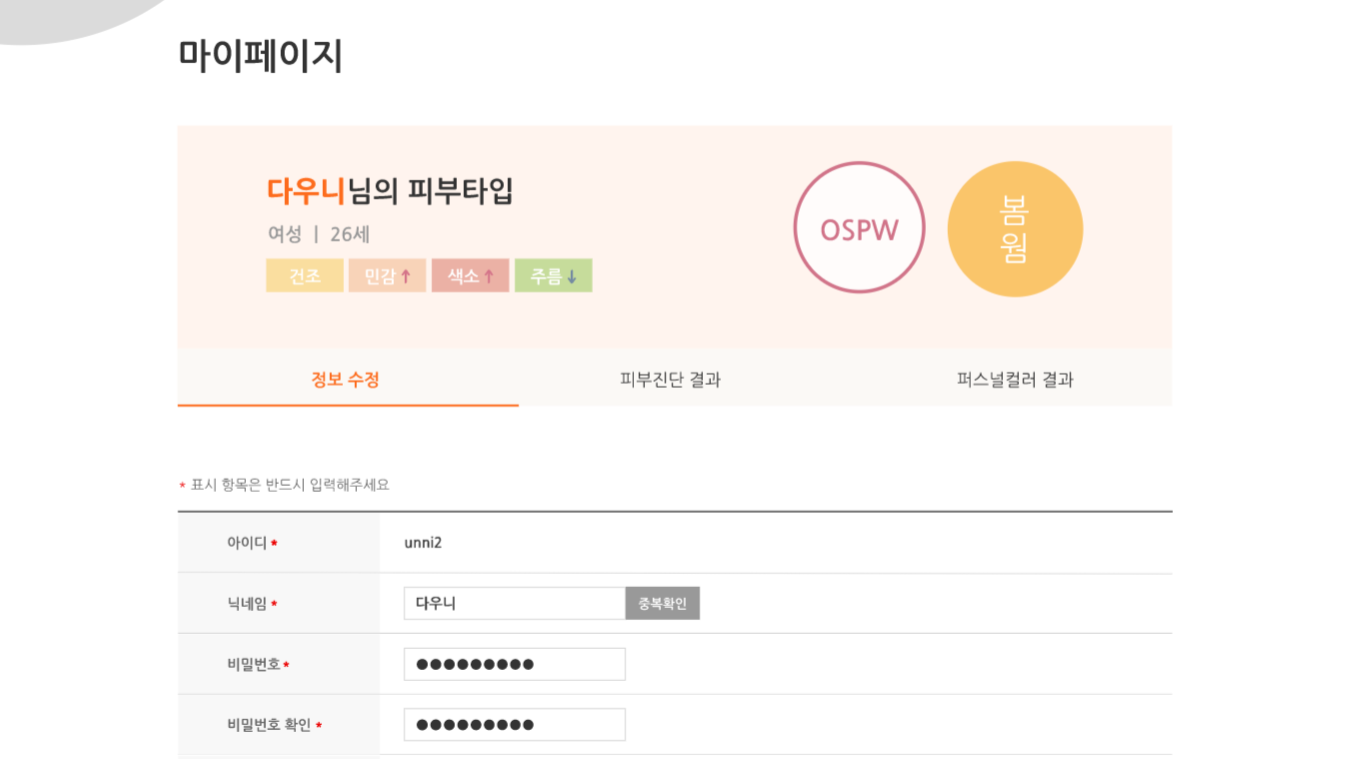 마이페이지
다우니님의 피부타입
여성 | 26세
건조 민감↑ 색소↑ 주름↓
OSPW
봄
웜
정보 수정 피부진단 결과 퍼스널컬러 결과
* 표시 항목은 반드시 입력해주세요
아이디 * unni2
닉네임 * 다우니 중복확인
비밀번호 * ●●●●●●●●●
비밀번호 확인 * ●●●●●●●●●